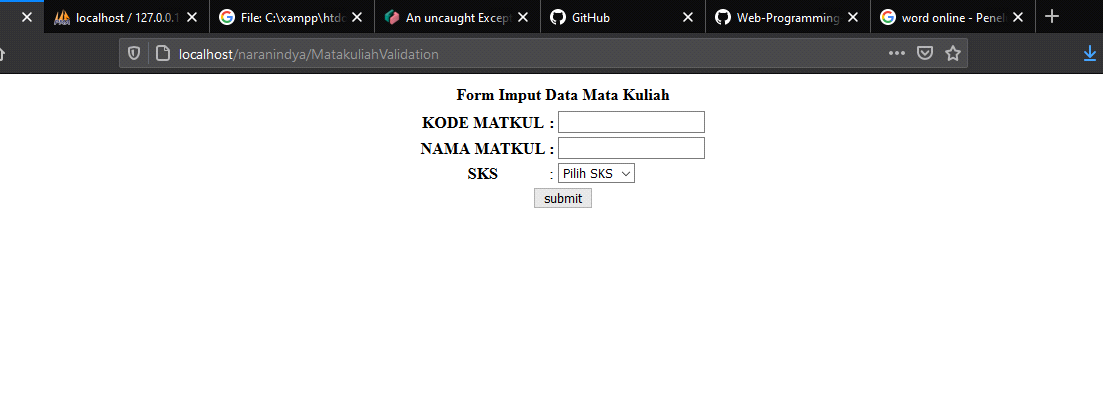 localhost / 127.0.0.1
File: C:\xampp\htdc
An uncaught Excep
GitHub
Web-Programming
word online - Penel
localhost/naranindya/MatakuliahValidation
Form Imput Data Mata Kuliah
KODE MATKUL :
NAMA MATKUL :
SKS : Pilih SKS
submit